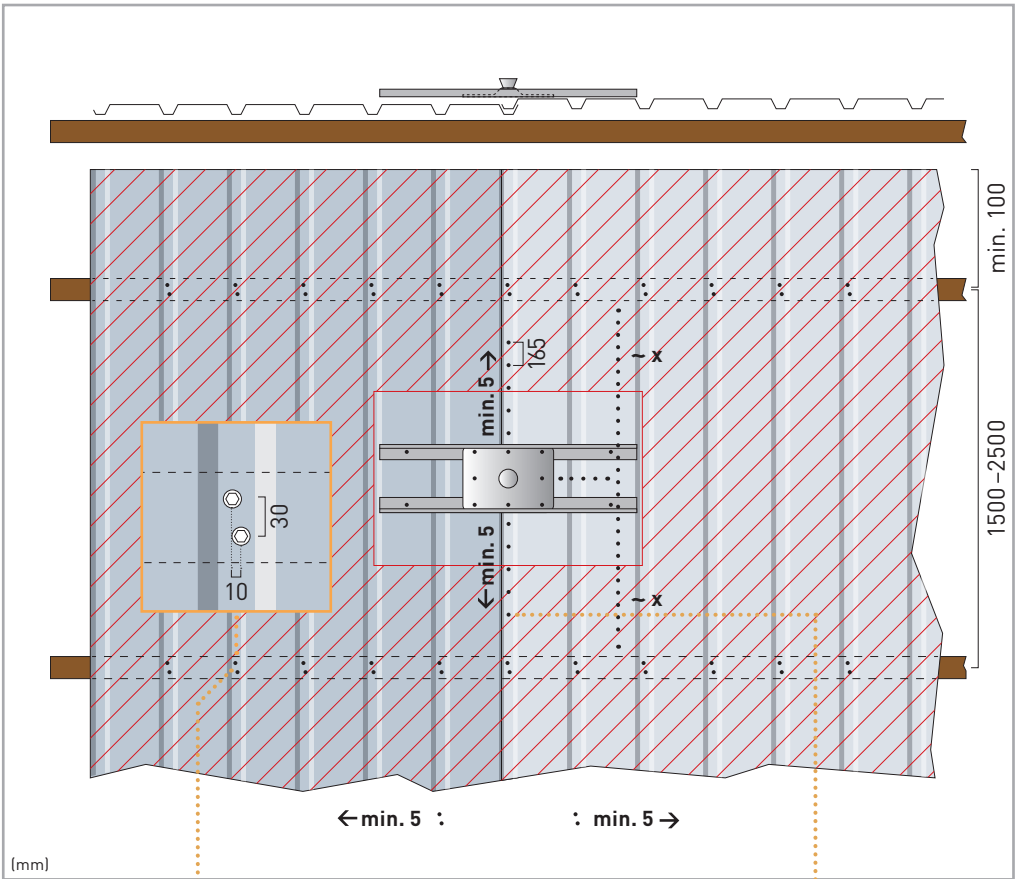 min. 100
165
~ x
min. 5 →
1500–2500
30
10
← min. 5
~ x
← min. 5 :
: min. 5 →
(mm)